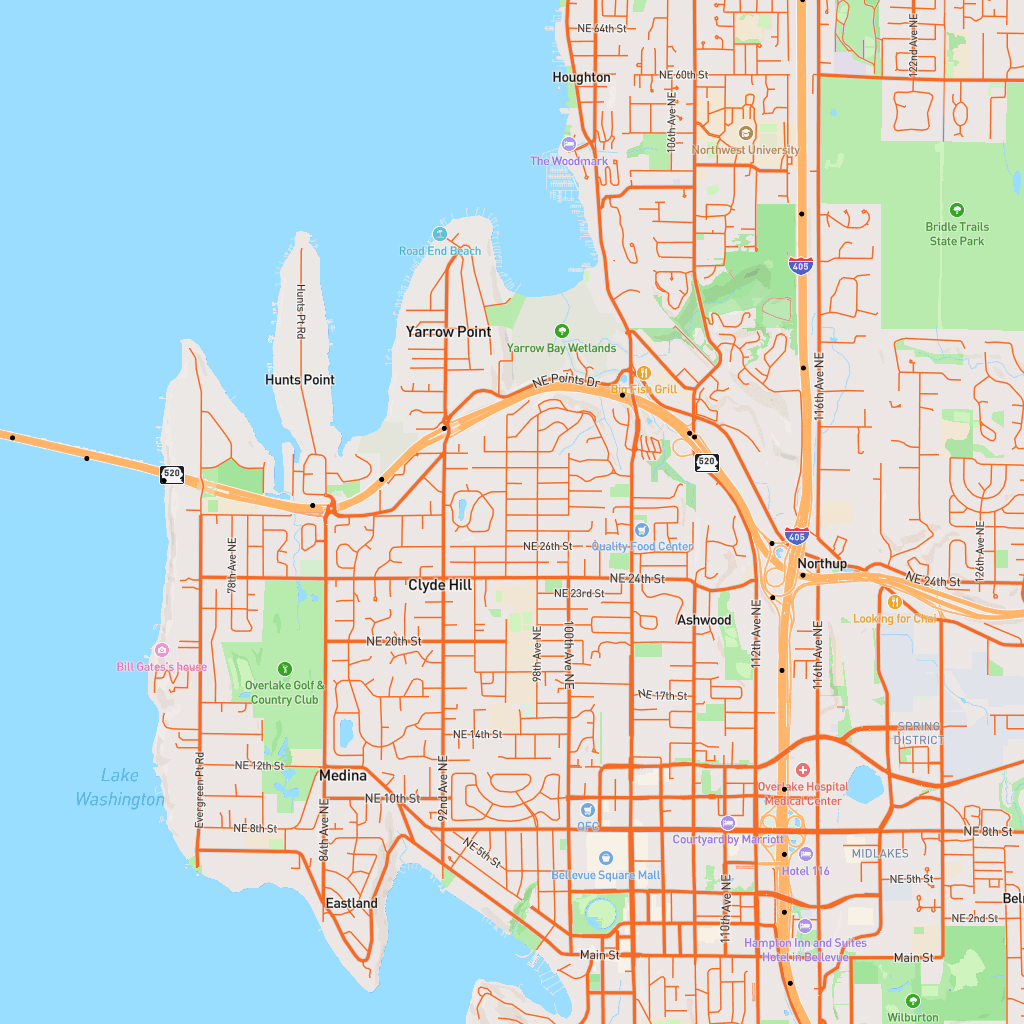 NE 64th St
122nd Ave NE
Houghton
NE 60th St
106th Ave NE
Northwest University
The Woodmark
Bridle Trails
State Park
Road End Beach
405
Hunts Pt Rd
Yarrow Point
Yarrow Bay Wetlands
Hunts Point
NE Points Dr
Big Fish Grill
116th Ave NE
520
520
405
Quality Food Center
NE 26th St
78th Ave NE
126th Ave NE
Northup
NE 24th St
Clyde Hill
NE 24th St
NE 23rd St
Looking for Chai
Ashwood
112th Ave NE
116th Ave NE
100th Ave NE
98th Ave NE
NE 20th St
Bill Gates's house
Overlake Golf &
Country Club
NE 17th St
SPRING
DISTRICT
NE 14th St
NE 12th St
Medina
Lake
Washington
Evergreen Pt Rd
92nd Ave NE
NE 10th St
Overlake Hospital
Medical Center
QFC
NE 8th St
84th Ave NE
NE 8th St
Courtyard by Marriott
NE 5th St
MIDLAKES
Hotel 116
Bellevue Square Mall
NE 5th St
110th Ave NE
Eastland
Bel
NE 2nd St
Hampton Inn and Suites
Hotel in Bellevue
Main St
Main St
Wilburton